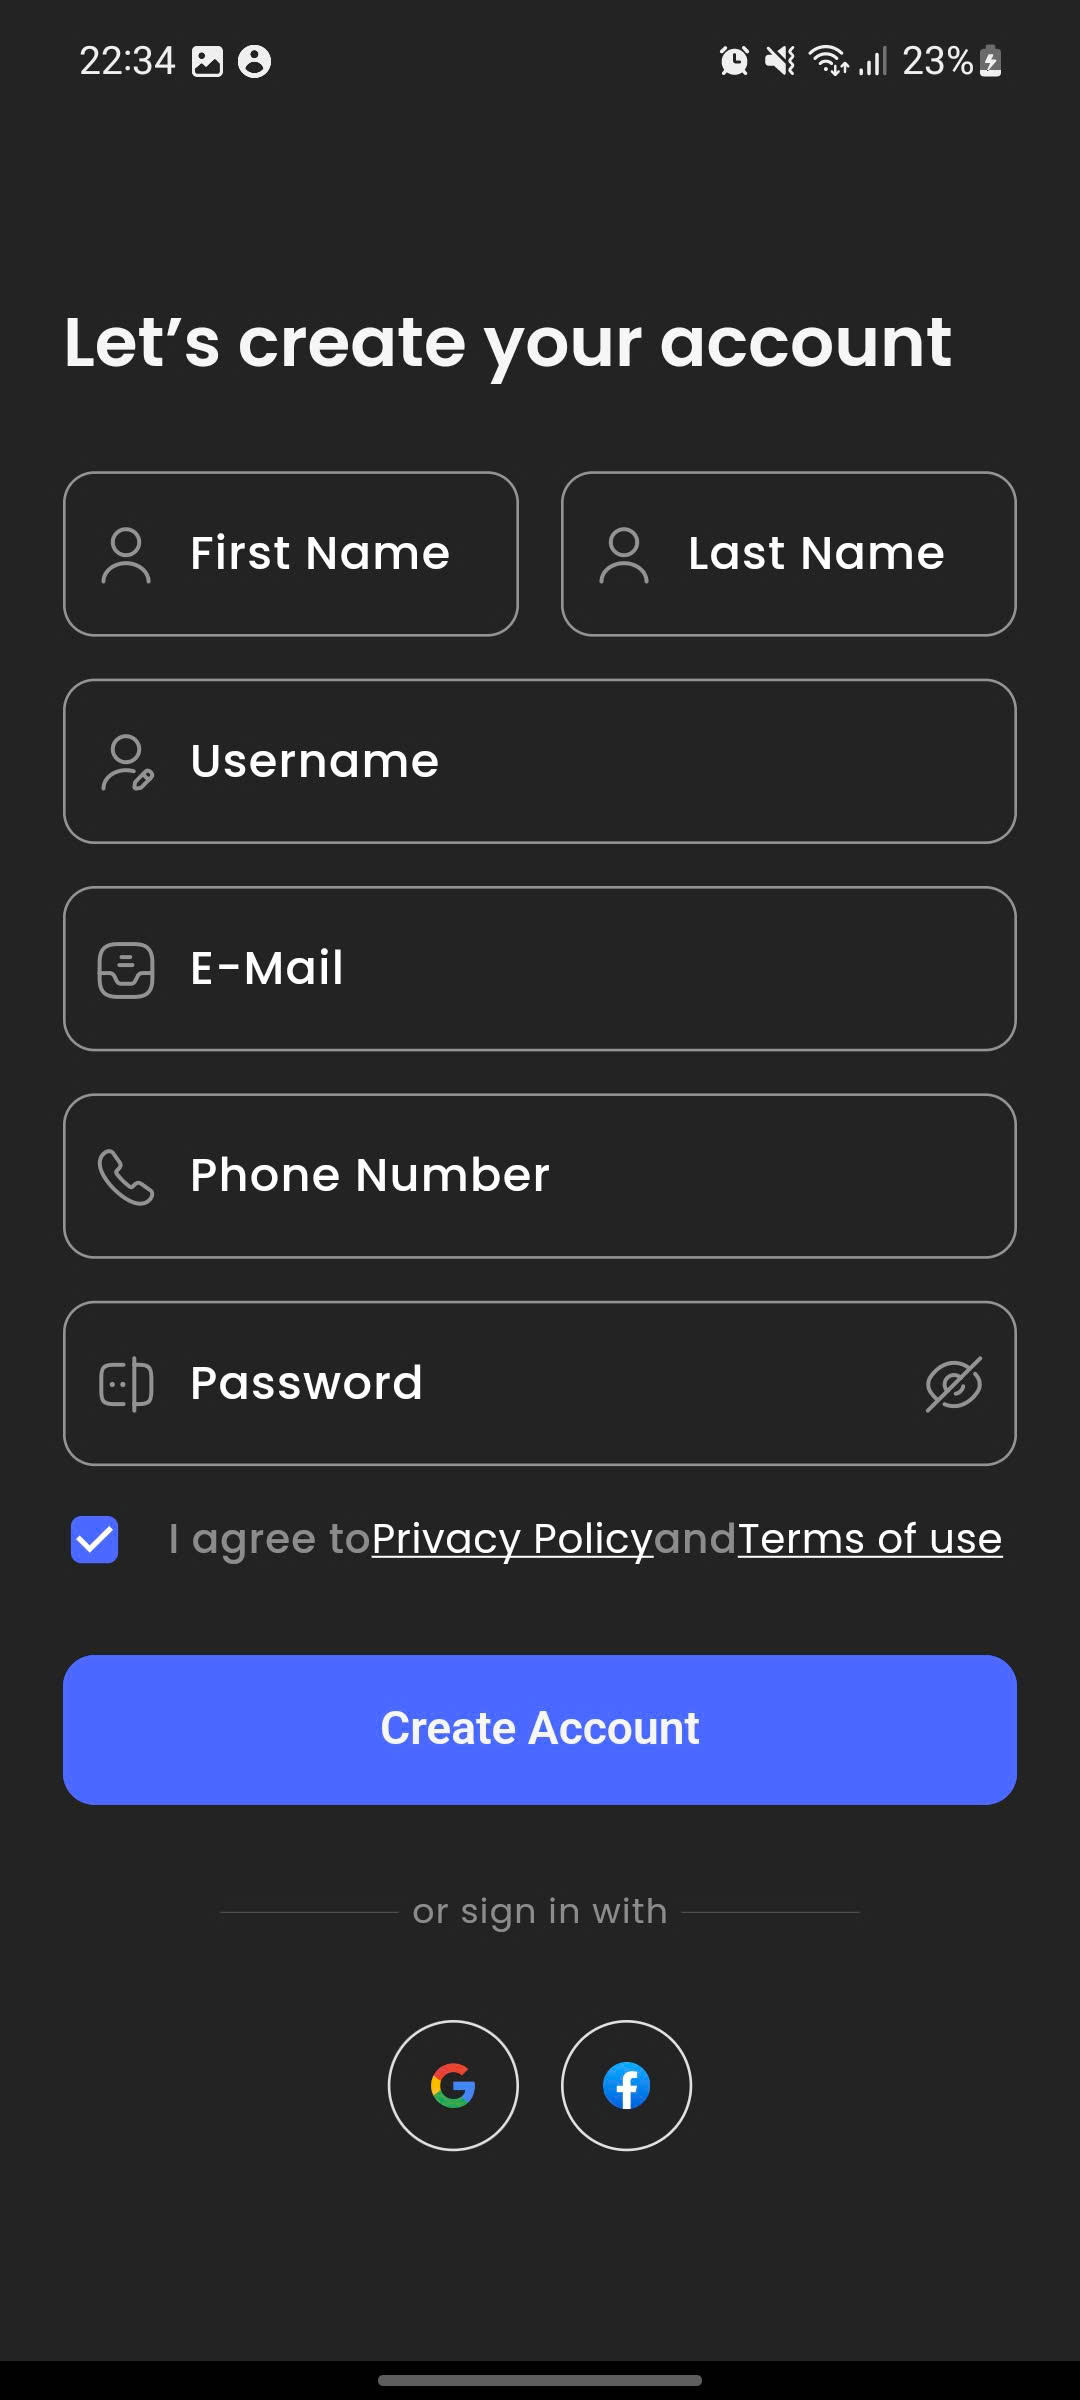 22:34 23%
Let’s create your account
First Name Last Name
Username
E-Mail
Phone Number
Password
I agree toPrivacy PolicyandTerms of use
Create Account
or sign in with